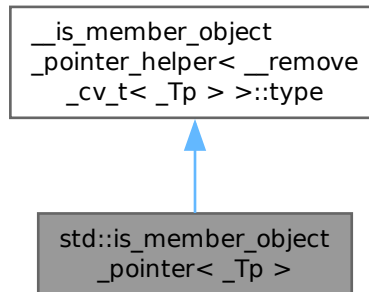 __is_member_object
_pointer_helper< __remove
_cv_t< _Tp > >::type
std::is_member_object
_pointer< _Tp >